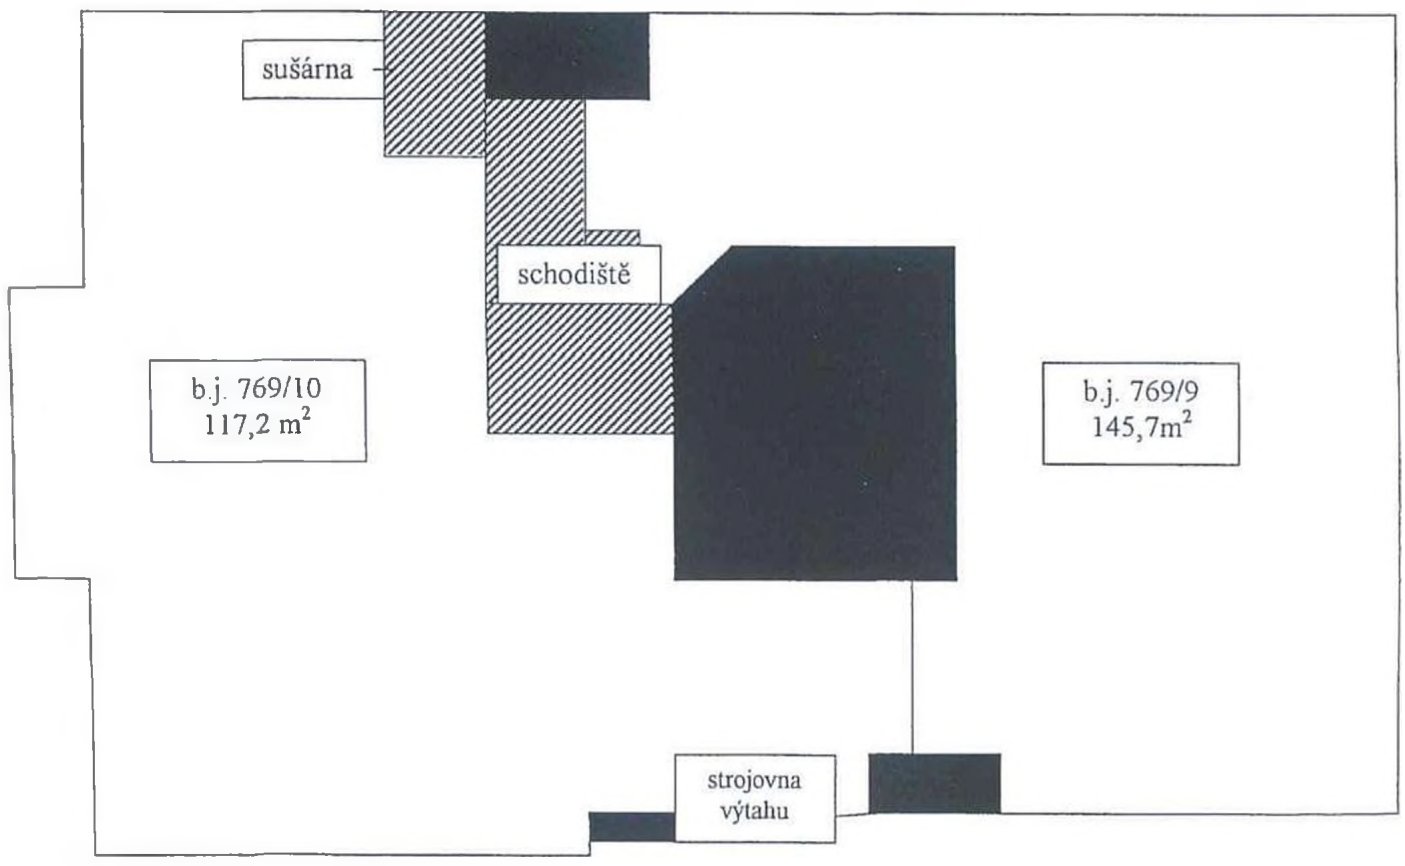 sušárna
schodiště
b.j. 769/10
117,2 m²
b.j. 769/9
145,7m²
strojovna
výtahu